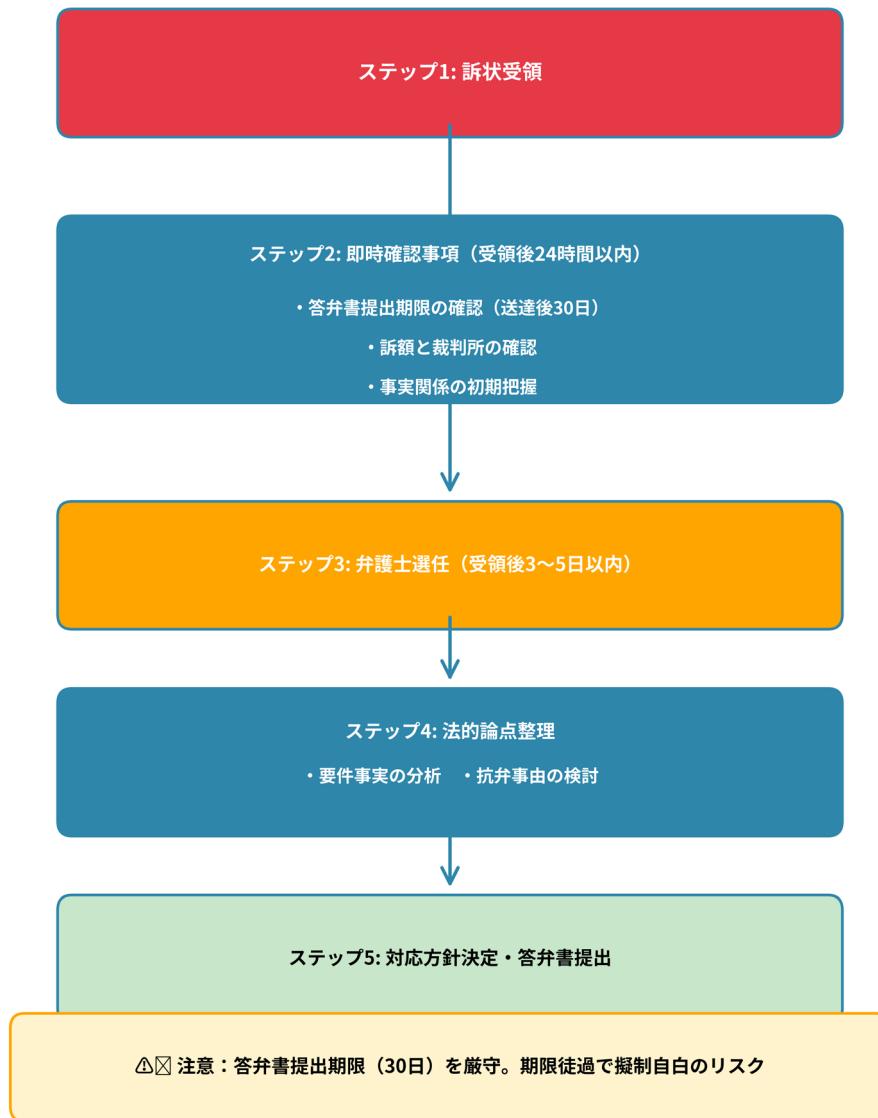 ステップ1: 訴状受領
ステップ2: 即時確認事項（受領後24時間以内）
・答弁書提出期限の確認（送達後30日）
・訴額と裁判所の確認
・事実関係の初期把握
ステップ3: 弁護士選任（受領後3〜5日以内）
ステップ4: 法的論点整理
・要件事実の分析　・抗弁事由の検討
ステップ5: 対応方針決定・答弁書提出
⚠ 注意：答弁書提出期限（30日）を厳守。期限徒過で擬制自白のリスク